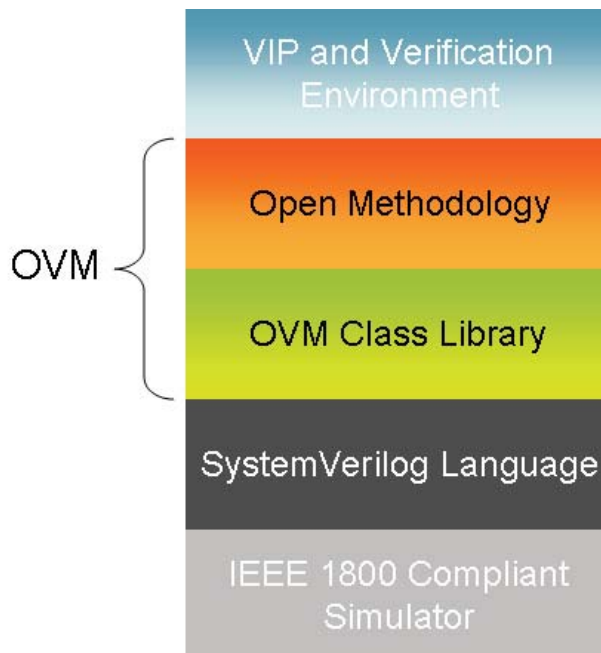 VIP and Verification
Environment
Open Methodology
OVM
OVM Class Library
SystemVerilog Language
IEEE 1800 Compliant
Simulator